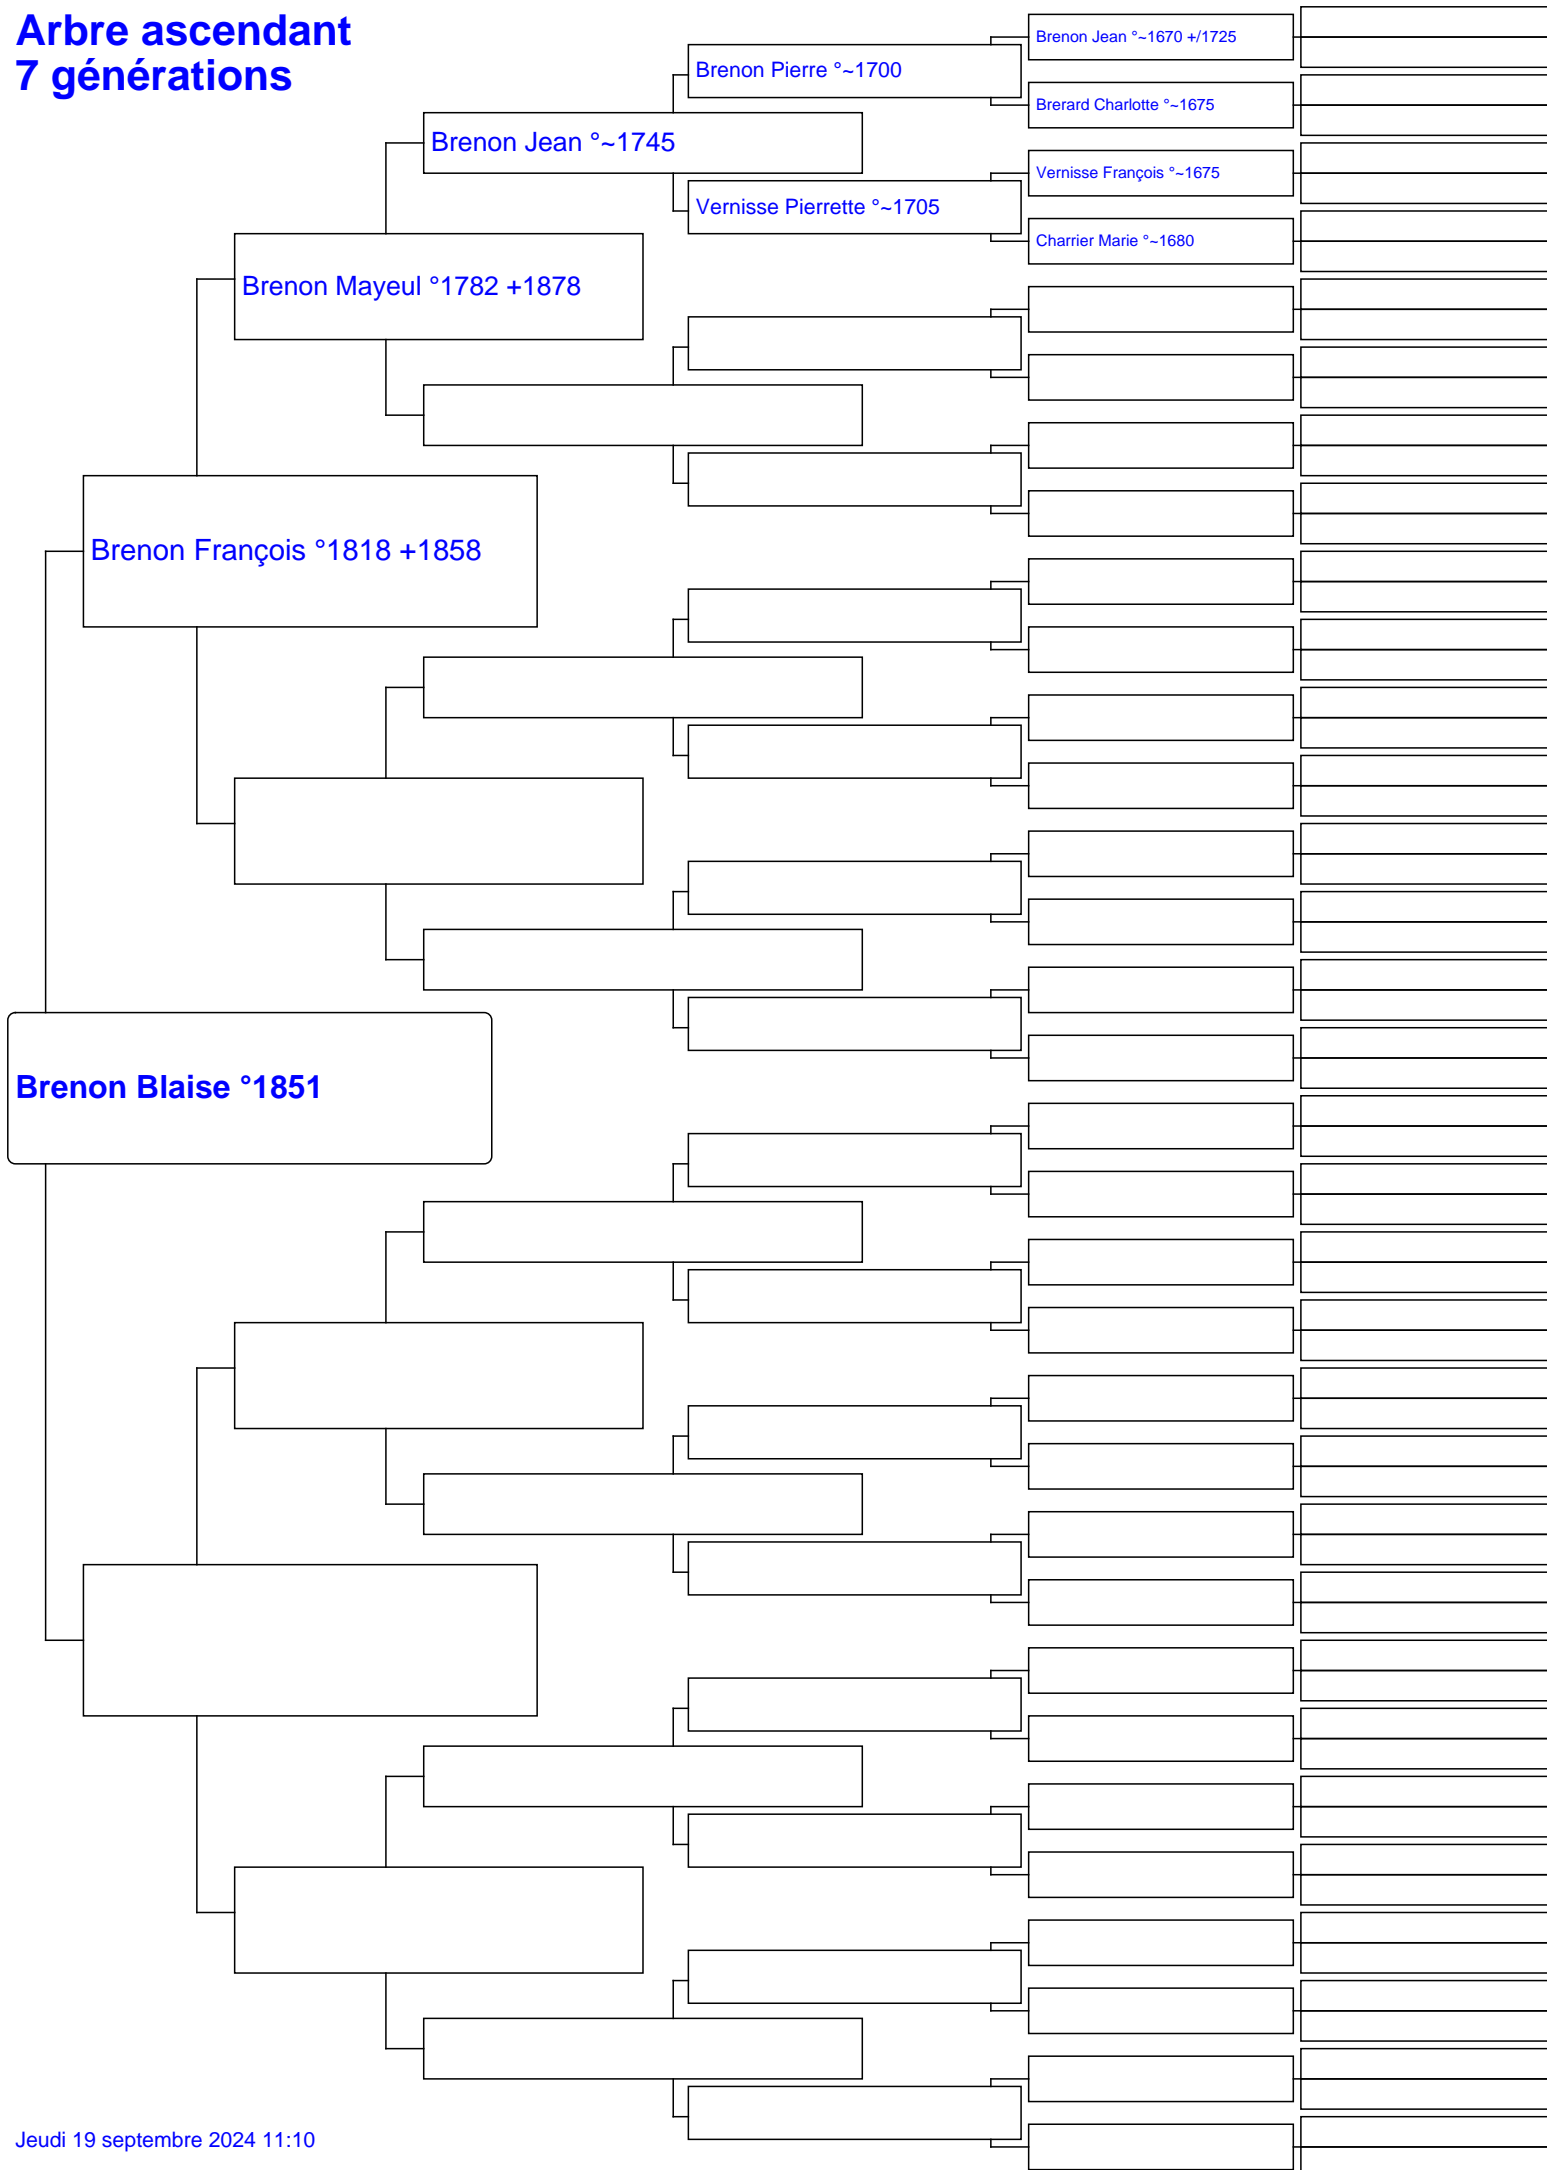 Arbre ascendant
7 générations
Brenon Jean °~1670 +/1725
Brenon Pierre °~1700
Brerard Charlotte °~1675
Brenon Jean °~1745
Vernisse François °~1675
Vernisse Pierrette °~1705
Charrier Marie °~1680
Brenon Mayeul °1782 +1878
Brenon François °1818 +1858
Brenon Blaise °1851
Jeudi 19 septembre 2024 11:10